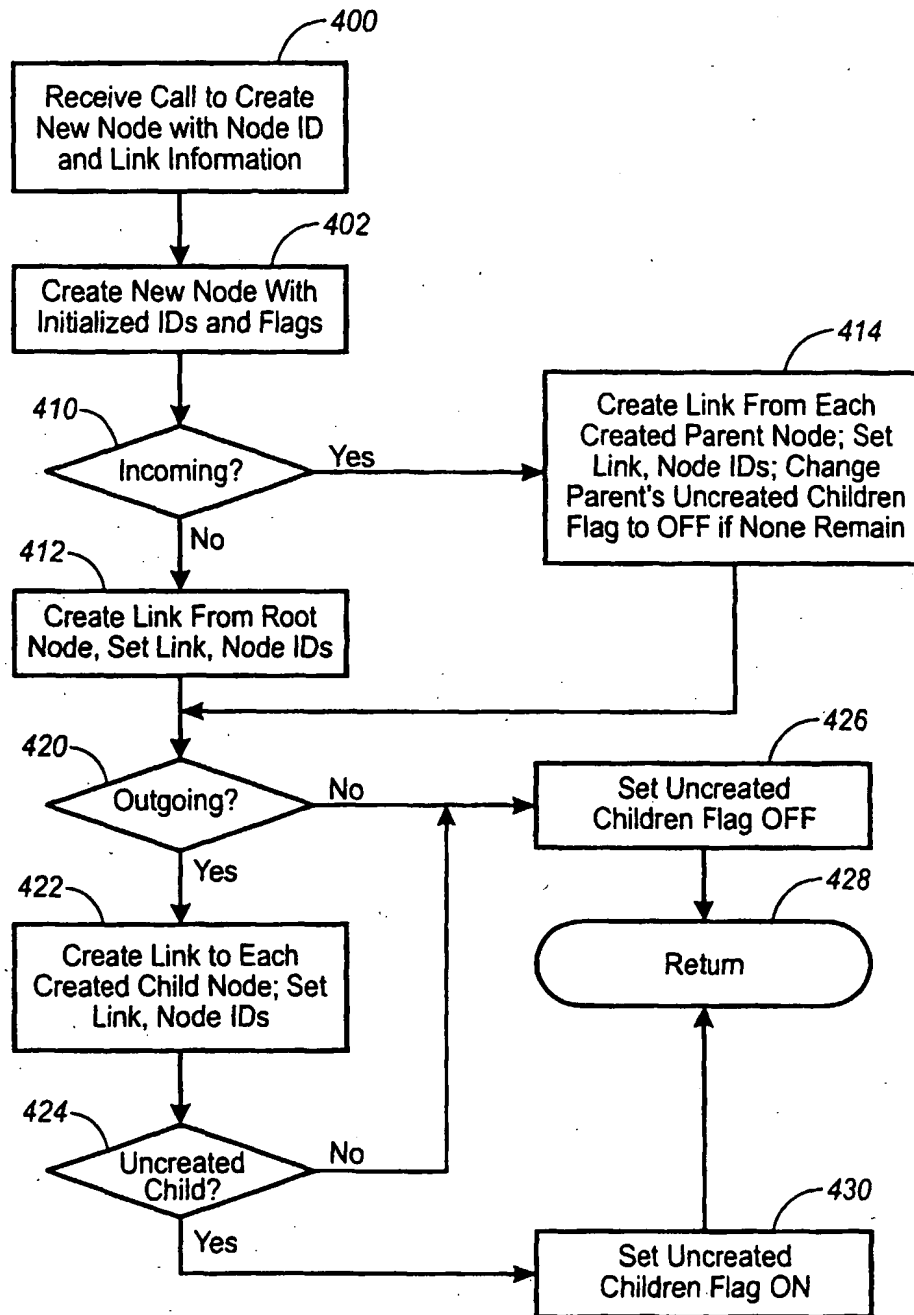 400
Receive Call to Create
New Node with Node ID
and Link Information
402
Create New Node With
Initialized IDs and Flags
410
Incoming?
Yes
No
414
Create Link From Each
Created Parent Node; Set
Link, Node IDs; Change
Parent's Uncreated Children
Flag to OFF if None Remain
412
Create Link From Root
Node, Set Link, Node IDs
420
Outgoing?
No
Yes
426
Set Uncreated
Children Flag OFF
422
Create Link to Each
Created Child Node; Set
Link, Node IDs
428
Return
424
Uncreated
Child?
No
Yes
430
Set Uncreated
Children Flag ON